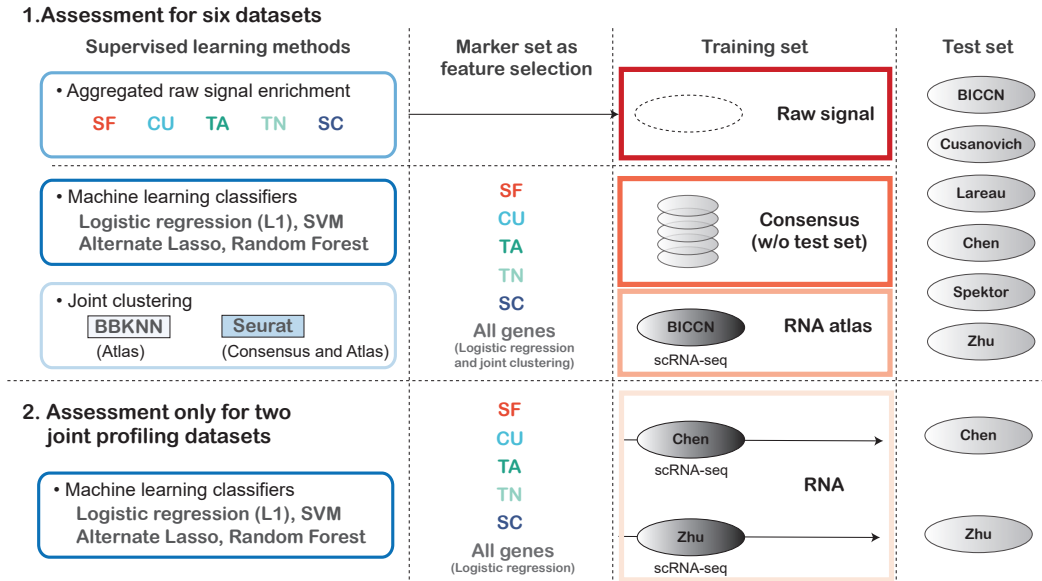 1.Assessment for six datasets
Supervised learning methods
Marker set as
feature selection
Training set
Test set
• Aggregated raw signal enrichment
SF CU TA TN SC
Raw signal
BICCN
Cusanovich
Lareau
Chen
Spektor
Zhu
• Machine learning classifiers
Logistic regression (L1), SVM
Alternate Lasso, Random Forest
SF
CU
TA
TN
SC
All genes
(Logistic regression
and joint clustering)
Consensus
(w/o test set)
• Joint clustering
BBKNN Seurat
(Atlas) (Consensus and Atlas)
BICCN
scRNA-seq
RNA atlas
2. Assessment only for two
joint profiling datasets
• Machine learning classifiers
Logistic regression (L1), SVM
Alternate Lasso, Random Forest
SF
CU
TA
TN
SC
All genes
(Logistic regression)
Chen
scRNA-seq
RNA
Zhu
scRNA-seq
Chen
Zhu